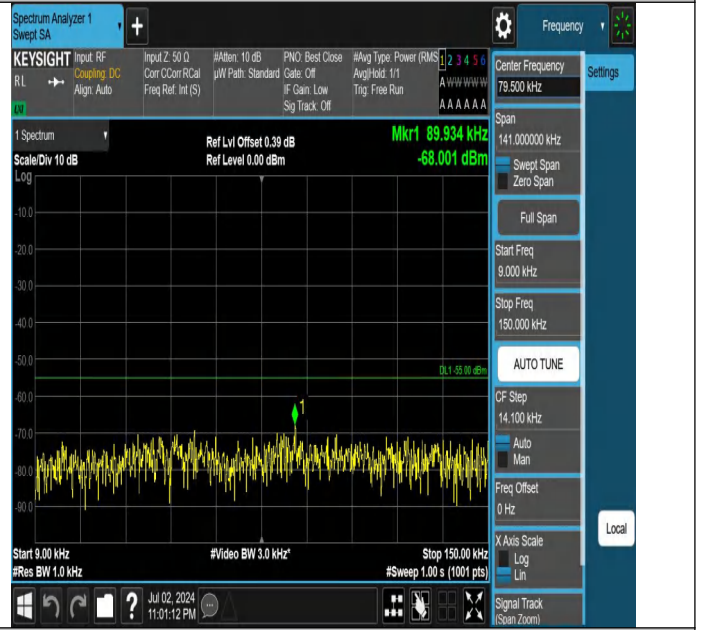 Spectrum Analyzer 1
Swept SA
+
Frequency
KEYSIGHT
Input: RF
Coupling: DC
Align: Auto
Input Z: 50 Ω
Corr CCorr RCal
Freq Ref: Int (S)
#Atten: 10 dB
µW Path: Standard
PNO: Best Close
Gate: Off
IF Gain: Low
Sig Track: Off
#Avg Type: Power (RMS
Avg|Hold: 1/1
Trig: Free Run
1 2 3 4 5 6
A W W W W W
A A A A A A
R L
LXI
1 Spectrum
Scale/Div 10 dB
Ref Lvl Offset 0.39 dB
Ref Level 0.00 dBm
Mkr1 89.934 kHz
-68.001 dBm
Log
-10.0
-20.0
-30.0
-40.0
-50.0
DL1 -55.00 dBm
-60.0
1
-70.0
-80.0
-90.0
Start 9.00 kHz
#Res BW 1.0 kHz
#Video BW 3.0 kHz*
Stop 150.00 kHz
#Sweep 1.00 s (1001 pts)
Jul 02, 2024
11:01:12 PM
?
Center Frequency
79.500 kHz
Settings
Span
141.000000 kHz
Swept Span
Zero Span
Full Span
Start Freq
9.000 kHz
Stop Freq
150.000 kHz
AUTO TUNE
CF Step
14.100 kHz
Auto
Man
Freq Offset
0 Hz
X Axis Scale
Log
Lin
Local
Signal Track
(Span Zoom)